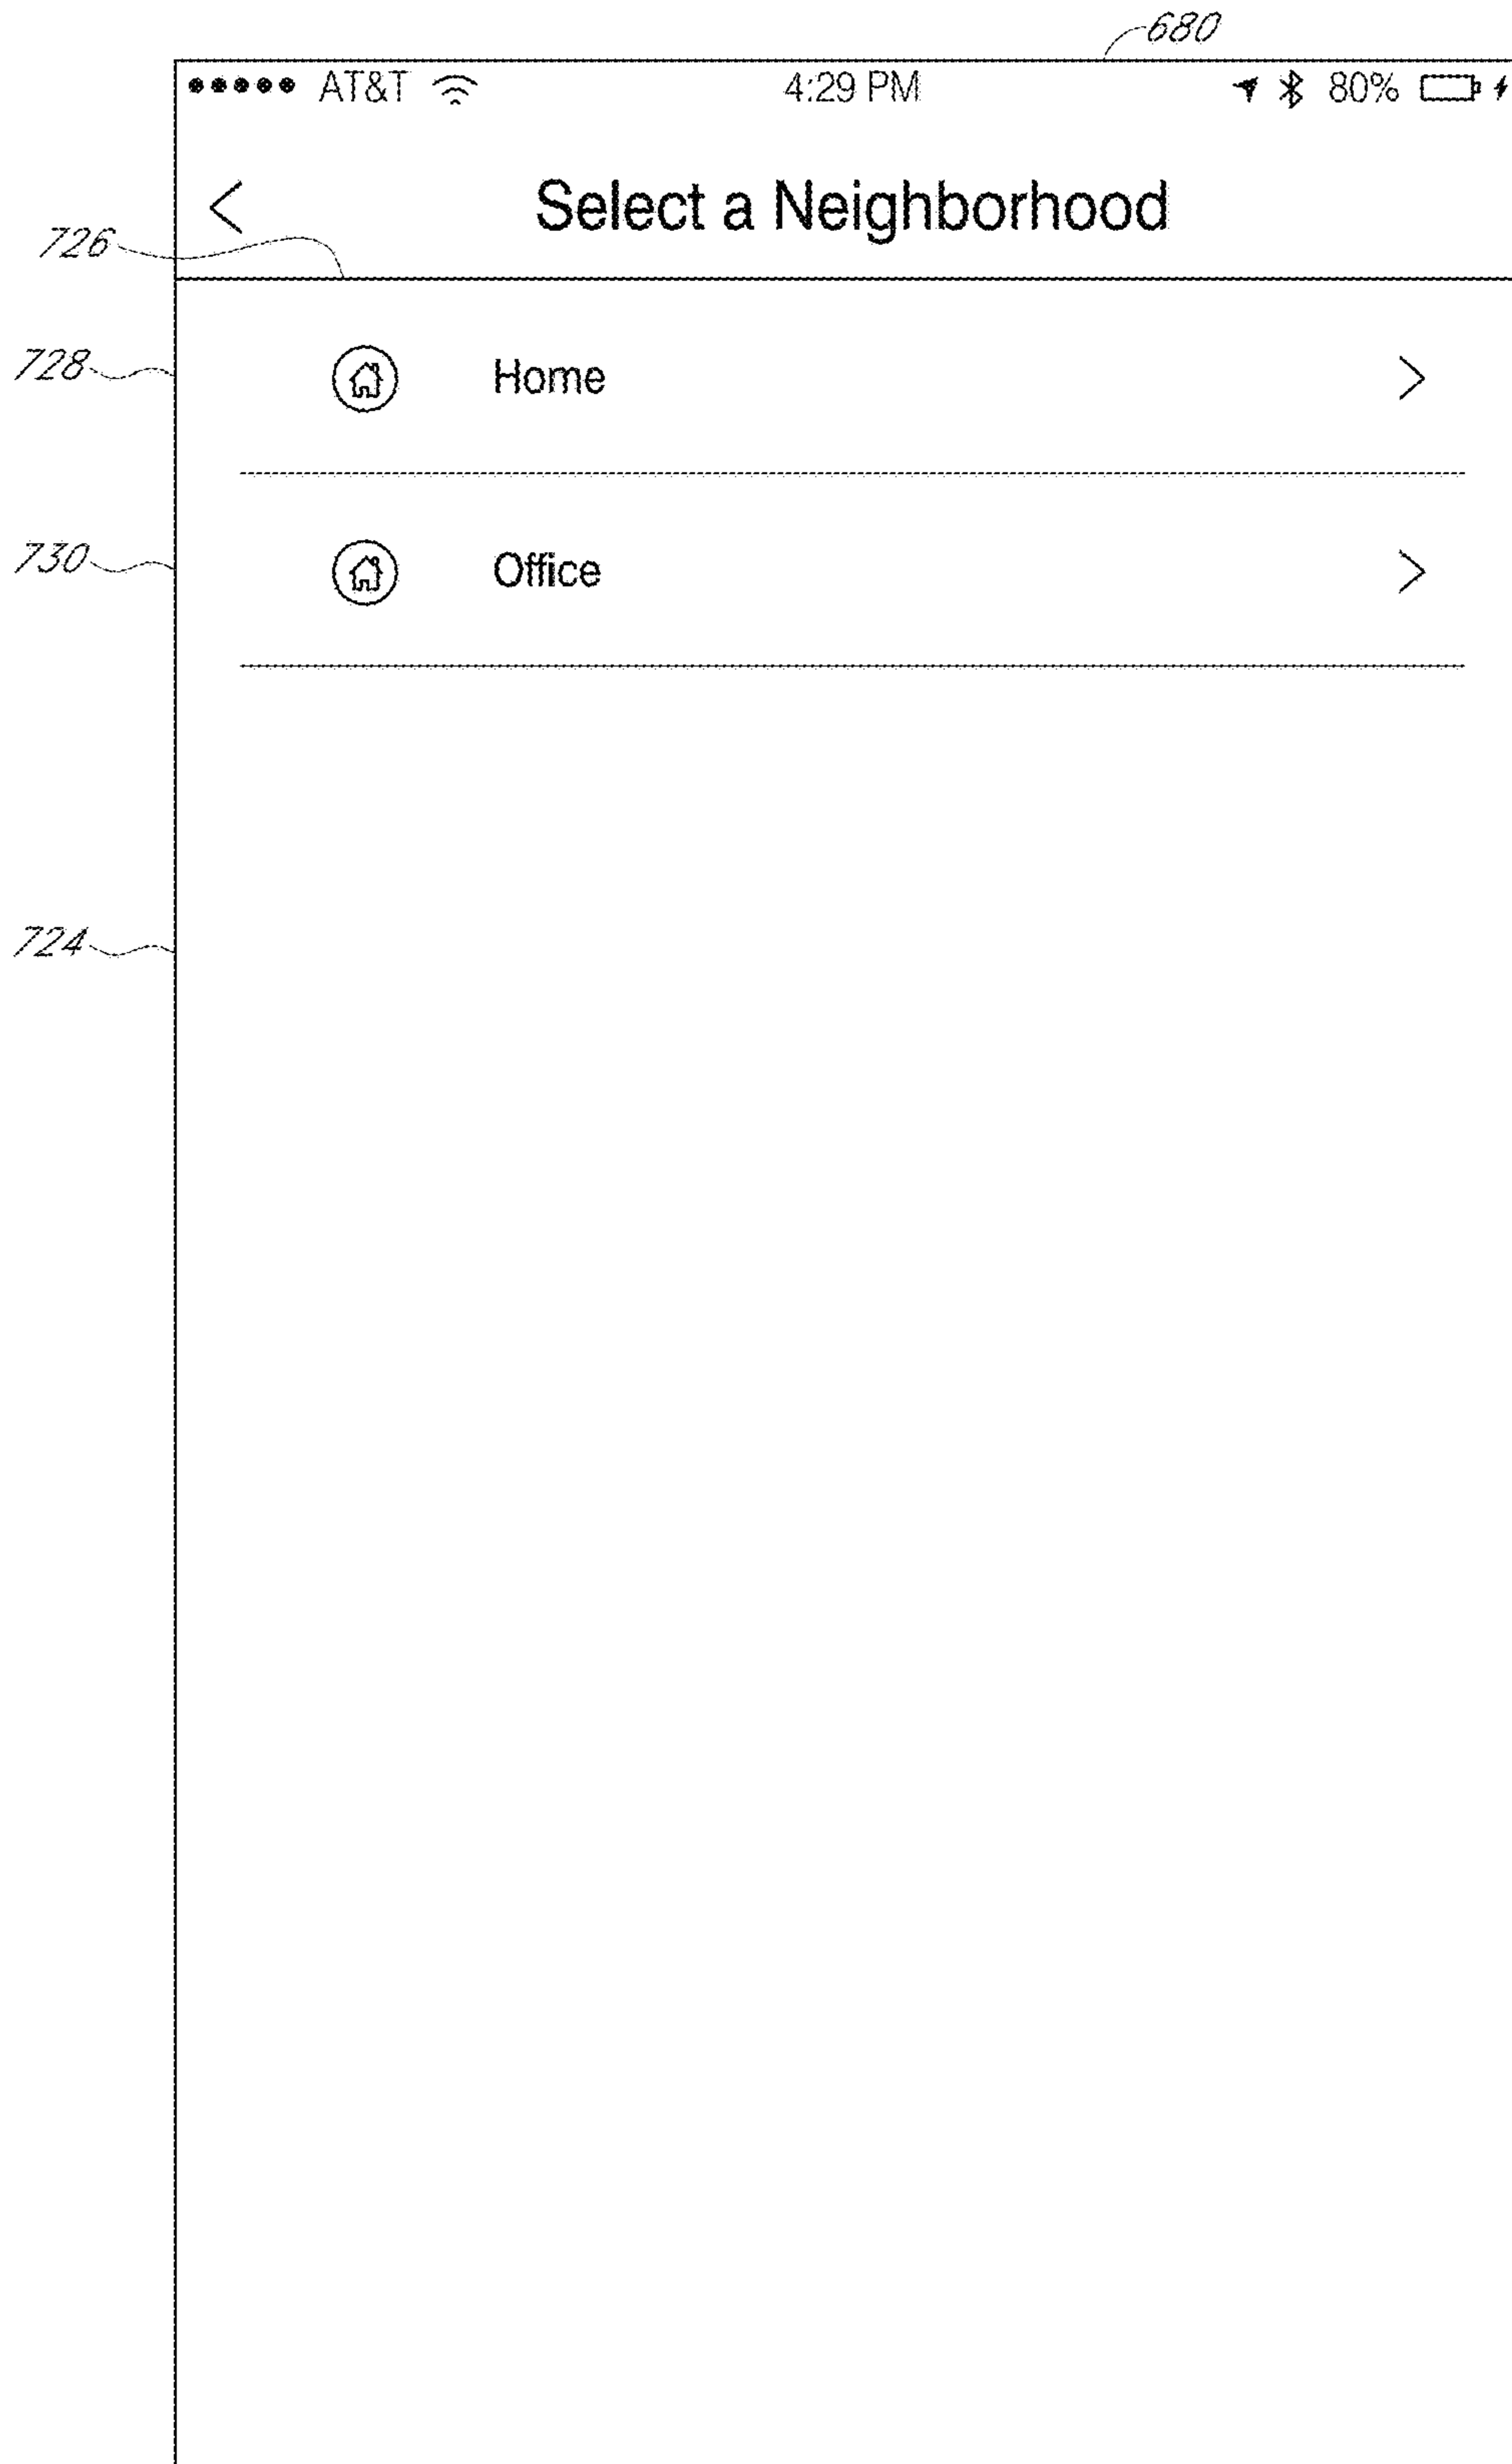 680
AT&T 4:29 PM 80%
Select a Neighborhood
726
728 Home
730 Office
724